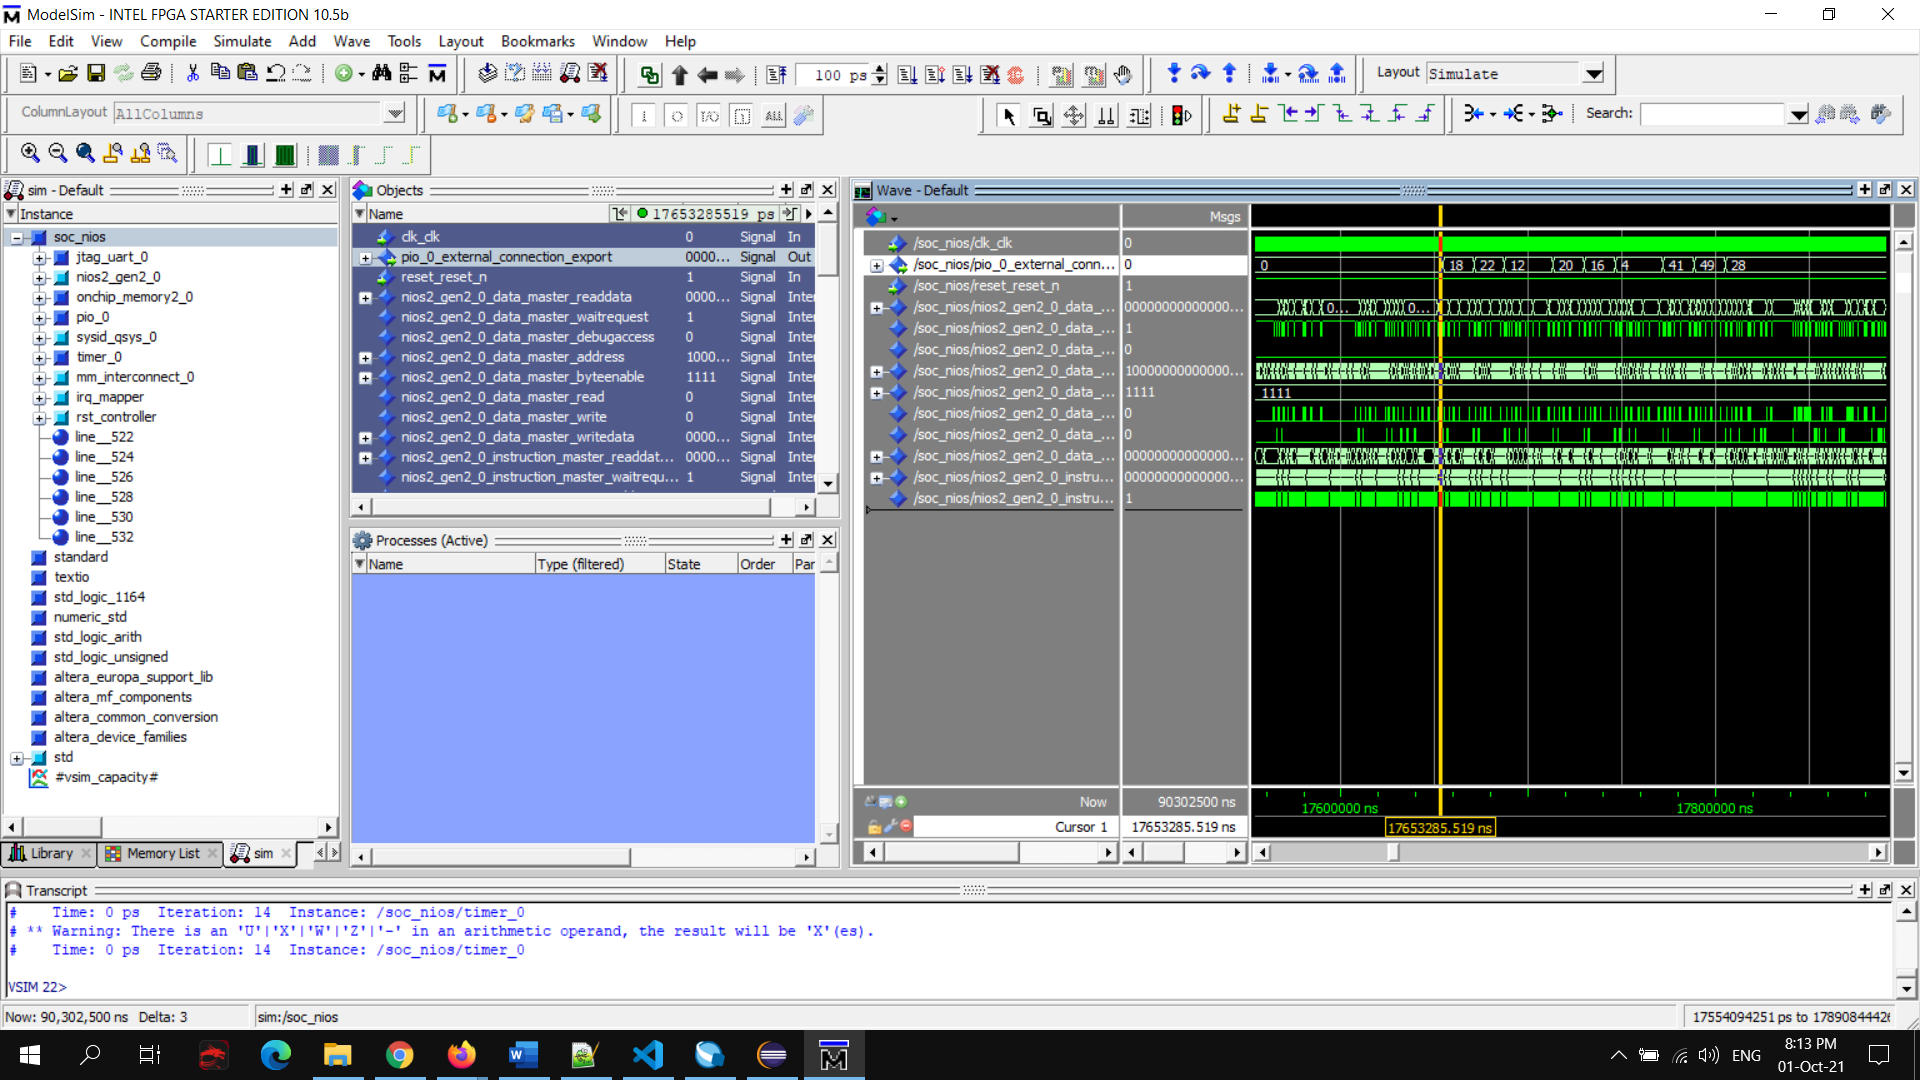 ModelSim - INTEL FPGA STARTER EDITION 10.5b
File Edit View Compile Simulate Add Wave Tools Layout Bookmarks Window Help
100 ps
Layout Simulate
ColumnLayout AllColumns
Search:
sim - Default
Instance
soc_nios
jtag_uart_0
nios2_gen2_0
onchip_memory2_0
pio_0
sysid_qsys_0
timer_0
mm_interconnect_0
irq_mapper
rst_controller
line__522
line__524
line__526
line__528
line__530
line__532
standard
textio
std_logic_1164
numeric_std
std_logic_arith
std_logic_unsigned
altera_europa_support_lib
altera_mf_components
altera_common_conversion
altera_device_families
std
#vsim_capacity#
Library Memory List sim
Objects
Name 17653285519 ps
clk_clk 0 Signal In
pio_0_external_connection_export 0000... Signal Out
reset_reset_n 1 Signal In
nios2_gen2_0_data_master_readdata 0000... Signal Inter
nios2_gen2_0_data_master_waitrequest 1 Signal Inter
nios2_gen2_0_data_master_debugaccess 0 Signal Inter
nios2_gen2_0_data_master_address 1000... Signal Inter
nios2_gen2_0_data_master_byteenable 1111 Signal Inter
nios2_gen2_0_data_master_read 0 Signal Inter
nios2_gen2_0_data_master_write 0 Signal Inter
nios2_gen2_0_data_master_writedata 0000... Signal Inter
nios2_gen2_0_instruction_master_readdat... 0000... Signal Inter
nios2_gen2_0_instruction_master_waitrequ... 1 Signal Inter
Processes (Active)
Name Type (filtered) State Order Par
Wave - Default
Msgs
/soc_nios/clk_clk 0
/soc_nios/pio_0_external_conn... 0 0 18 22 12 20 16 4 41 49 28
/soc_nios/reset_reset_n 1
/soc_nios/nios2_gen2_0_data_... 00000000000000... 0... 0...
/soc_nios/nios2_gen2_0_data_... 1
/soc_nios/nios2_gen2_0_data_... 0
/soc_nios/nios2_gen2_0_data_... 10000000000000...
/soc_nios/nios2_gen2_0_data_... 1111 1111
/soc_nios/nios2_gen2_0_data_... 0
/soc_nios/nios2_gen2_0_data_... 0
/soc_nios/nios2_gen2_0_data_... 00000000000000...
/soc_nios/nios2_gen2_0_instru... 00000000000000...
/soc_nios/nios2_gen2_0_instru... 1
Now 90302500 ns 17600000 ns 17800000 ns
Cursor 1 17653285.519 ns 17653285.519 ns
Transcript
# Time: 0 ps Iteration: 14 Instance: /soc_nios/timer_0
# ** Warning: There is an 'U'|'X'|'W'|'Z'|'-' in an arithmetic operand, the result will be 'X'(es).
# Time: 0 ps Iteration: 14 Instance: /soc_nios/timer_0
VSIM 22>
Now: 90,302,500 ns Delta: 3 sim:/soc_nios 17554094251 ps to 1789084442
ENG
8:13 PM
01-Oct-21